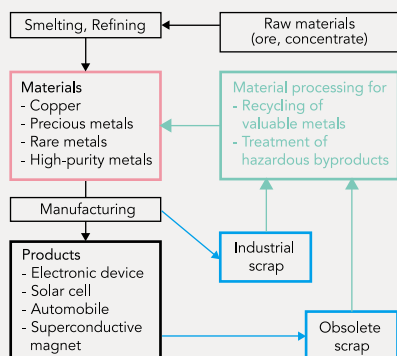 Smelting, Refining
Raw materials
(ore, concentrate)
Materials
- Copper
- Precious metals
- Rare metals
- High-purity metals
Material processing for
- Recycling of
valuable metals
- Treatment of
hazardous byproducts
Manufacturing
Industrial
scrap
Products
- Electronic device
- Solar cell
- Automobile
- Superconductive
magnet
Obsolete
scrap